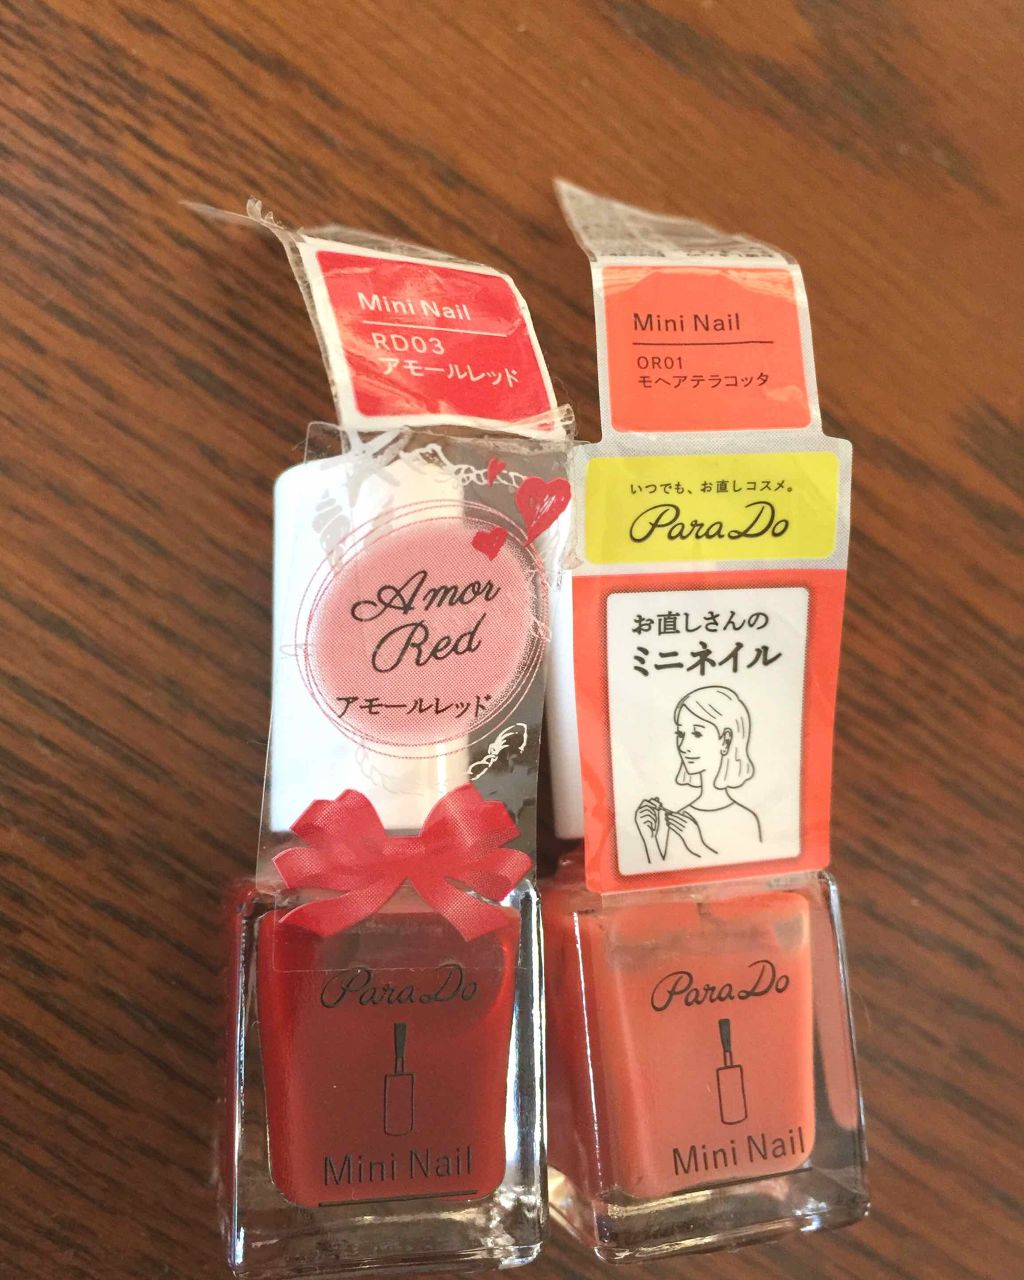 Mini Nail
RD03
アモールレッド
Amor
Red
アモールレッド
ParaDo
Mini Nail
Mini Nail
OR01
モヘアテラコッタ
いつでも、お直しコスメ。
ParaDo
お直しさんの
ミニネイル
ParaDo
Mini Nail